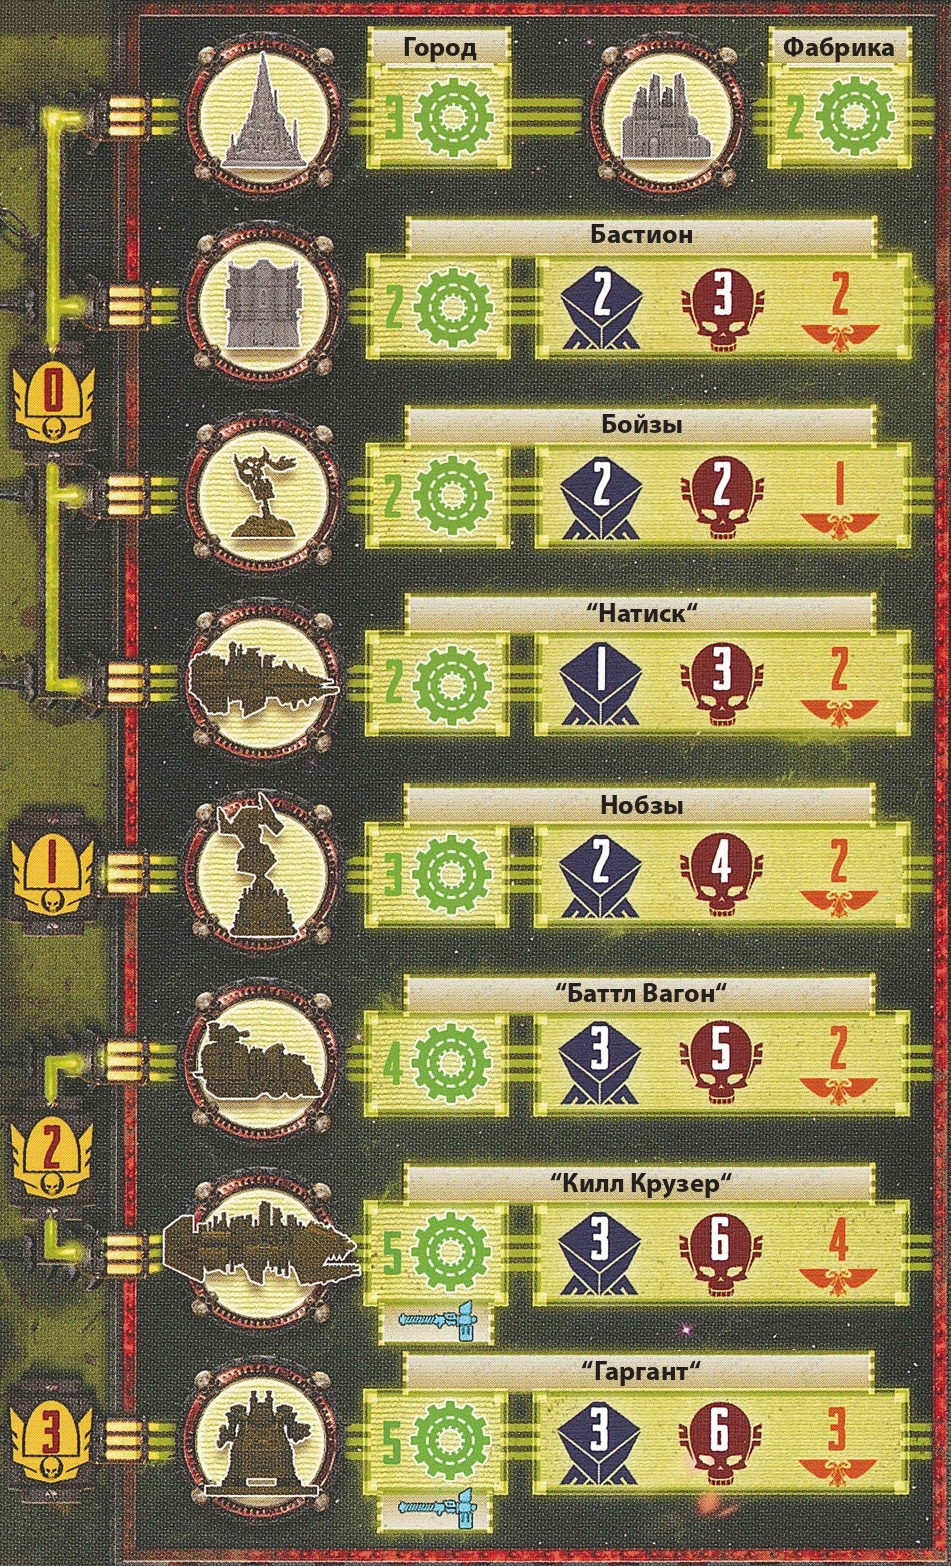 Город Фабрика
3 2
Бастион
2 2 3 2
0
Бойзы
2 2 2 1
“Натиск“
2 1 3 2
Нобзы
1 3 2 4 2
“Баттл Вагон“
4 3 5 2
2
“Килл Крузер“
5 3 6 4
“Гаргант“
3 5 3 6 3